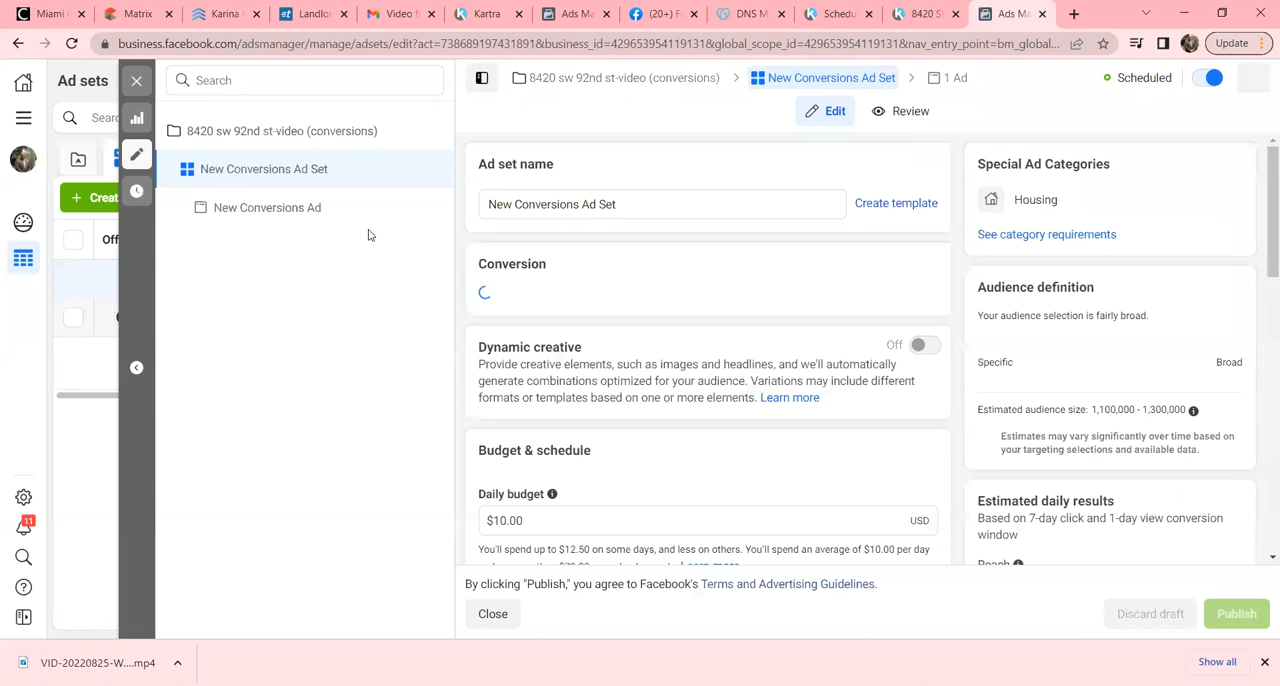 Miami C
Matrix
Karina F
Landlor
Video fr
Kartra
Ads Ma
(20+) F
DNS M
Schedu
8420 SW
Ads Ma
business.facebook.com/adsmanager/manage/adsets/edit?act=738689197431891&business_id=429653954119131&global_scope_id=429653954119131&nav_entry_point=bm_global...
Update
Ad sets
Searc
Search
8420 sw 92nd st-video (conversions)
New Conversions Ad Set
1 Ad
Scheduled
Edit
Review
8420 sw 92nd st-video (conversions)
New Conversions Ad Set
New Conversions Ad
+ Creat
Off
Ad set name
New Conversions Ad Set
Create template
Conversion
Dynamic creative
Off
Provide creative elements, such as images and headlines, and we'll automatically
generate combinations optimized for your audience. Variations may include different
formats or templates based on one or more elements. Learn more
Budget & schedule
Daily budget
$10.00
USD
You'll spend up to $12.50 on some days, and less on others. You'll spend an average of $10.00 per day
Special Ad Categories
Housing
See category requirements
Audience definition
Your audience selection is fairly broad.
Specific
Broad
Estimated audience size: 1,100,000 - 1,300,000
Estimates may vary significantly over time based on
your targeting selections and available data.
Estimated daily results
Based on 7-day click and 1-day view conversion
window
Reach
11
By clicking "Publish," you agree to Facebook's Terms and Advertising Guidelines.
Close
Discard draft
Publish
VID-20220825-W....mp4
Show all